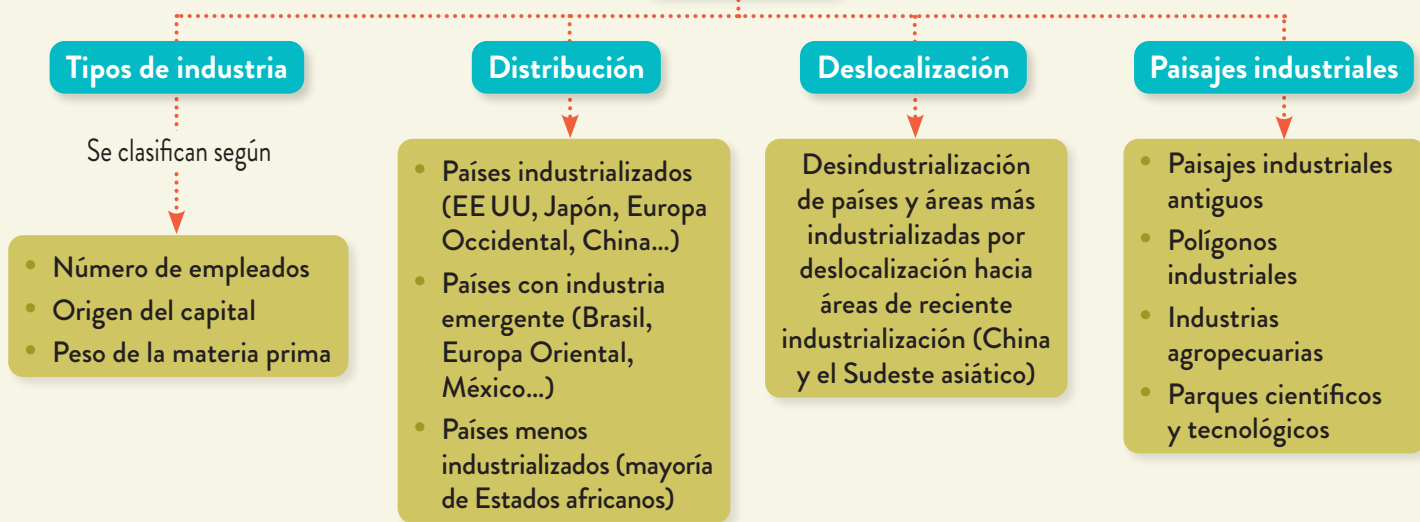 Tipos de industria
Se clasifican según
• Número de empleados
• Origen del capital
• Peso de la materia prima
Distribución
• Países industrializados
(EE UU, Japón, Europa
Occidental, China...)
• Países con industria
emergente (Brasil,
Europa Oriental,
México...)
• Países menos
industrializados (mayoría
de Estados africanos)
Deslocalización
Desindustrialización
de países y áreas más
industrializadas por
deslocalización hacia
áreas de reciente
industrialización (China
y el Sudeste asiático)
Paisajes industriales
• Paisajes industriales
antiguos
• Polígonos
industriales
• Industrias
agropecuarias
• Parques científicos
y tecnológicos